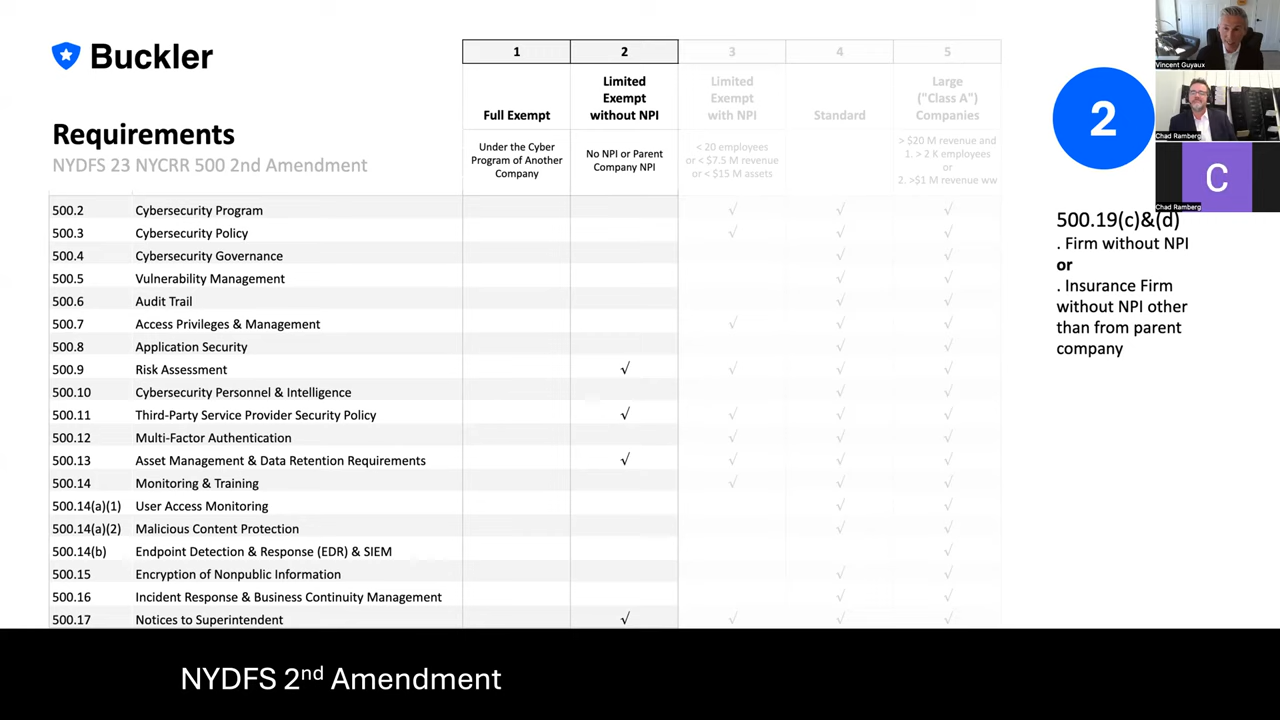 Buckler
Requirements
NYDFS 23 NYCRR 500 2nd Amendment
1 2 3 4 5
Full Exempt
Limited
Exempt
without NPI
Limited
Exempt
with NPI
Standard
Large
("Class A")
Companies
Under the Cyber
Program of Another
Company
No NPI or Parent
Company NPI
< 20 employees
or < $7.5 M revenue
or < $15 M assets
> $20 M revenue and
1. > 2 K employees
or
2. >$1 M revenue ww
500.2 Cybersecurity Program √ √ √
500.3 Cybersecurity Policy √ √ √
500.4 Cybersecurity Governance √ √
500.5 Vulnerability Management √ √
500.6 Audit Trail √ √
500.7 Access Privileges & Management √ √ √
500.8 Application Security √ √
500.9 Risk Assessment √ √ √ √
500.10 Cybersecurity Personnel & Intelligence √ √
500.11 Third-Party Service Provider Security Policy √ √ √ √
500.12 Multi-Factor Authentication √ √ √
500.13 Asset Management & Data Retention Requirements √ √ √ √
500.14 Monitoring & Training √ √ √
500.14(a)(1) User Access Monitoring √ √
500.14(a)(2) Malicious Content Protection √ √
500.14(b) Endpoint Detection & Response (EDR) & SIEM √
500.15 Encryption of Nonpublic Information √ √
500.16 Incident Response & Business Continuity Management √ √
500.17 Notices to Superintendent √ √ √ √
2
Vincent Guyaux
Chad Ramberg
C
Chad Ramberg
500.19(c)&(d)
. Firm without NPI
or
. Insurance Firm
without NPI other
than from parent
company
NYDFS 2nd Amendment